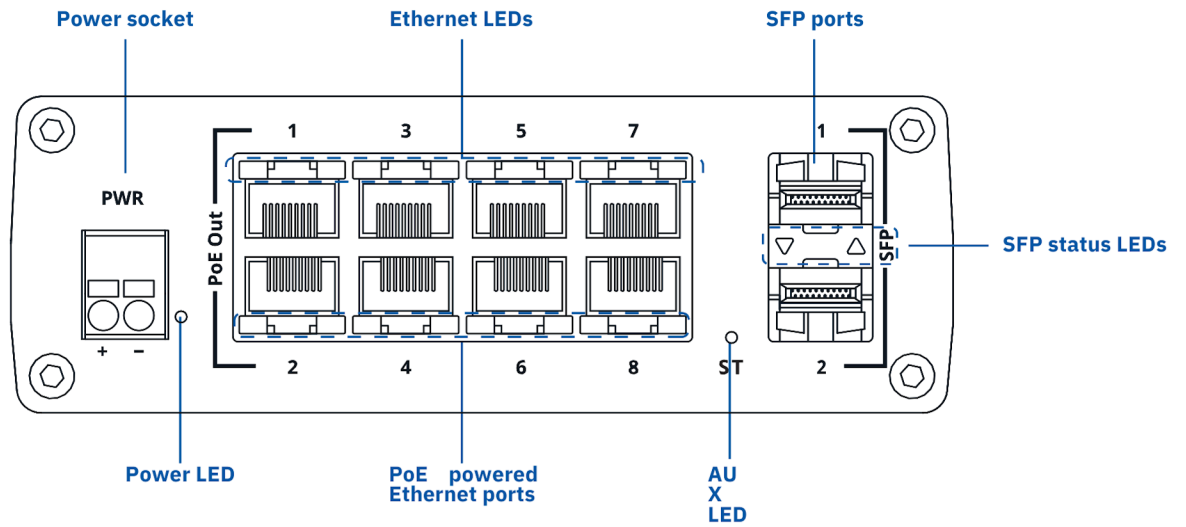 Power socket
Ethernet LEDs
SFP ports
1
3
5
7
1
PWR
PoE Out
SFP
SFP status LEDs
+
−
2
4
6
8
ST
2
Power LED
PoE powered
Ethernet ports
AU
X
LED